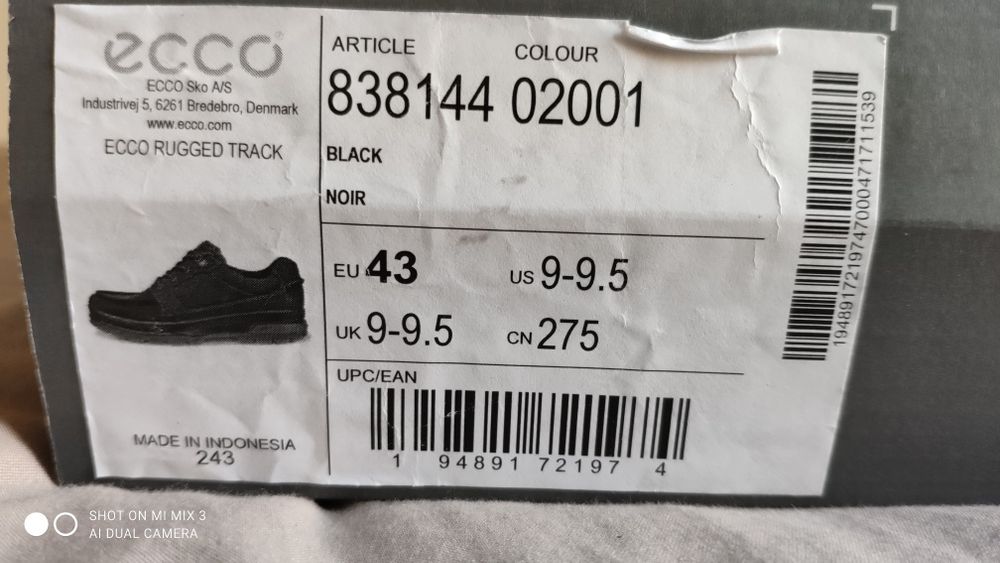 ecco
ECCO Sko A/S
Industrivej 5, 6261 Bredebro, Denmark
www.ecco.com
ECCO RUGGED TRACK
MADE IN INDONESIA
243
ARTICLE COLOUR
838144 02001
BLACK
NOIR
EU 43 US 9-9.5
UK 9-9.5 CN 275
UPC/EAN
1 94891 72197 4
1948917219747000471711539
SHOT ON MI MIX 3
AI DUAL CAMERA